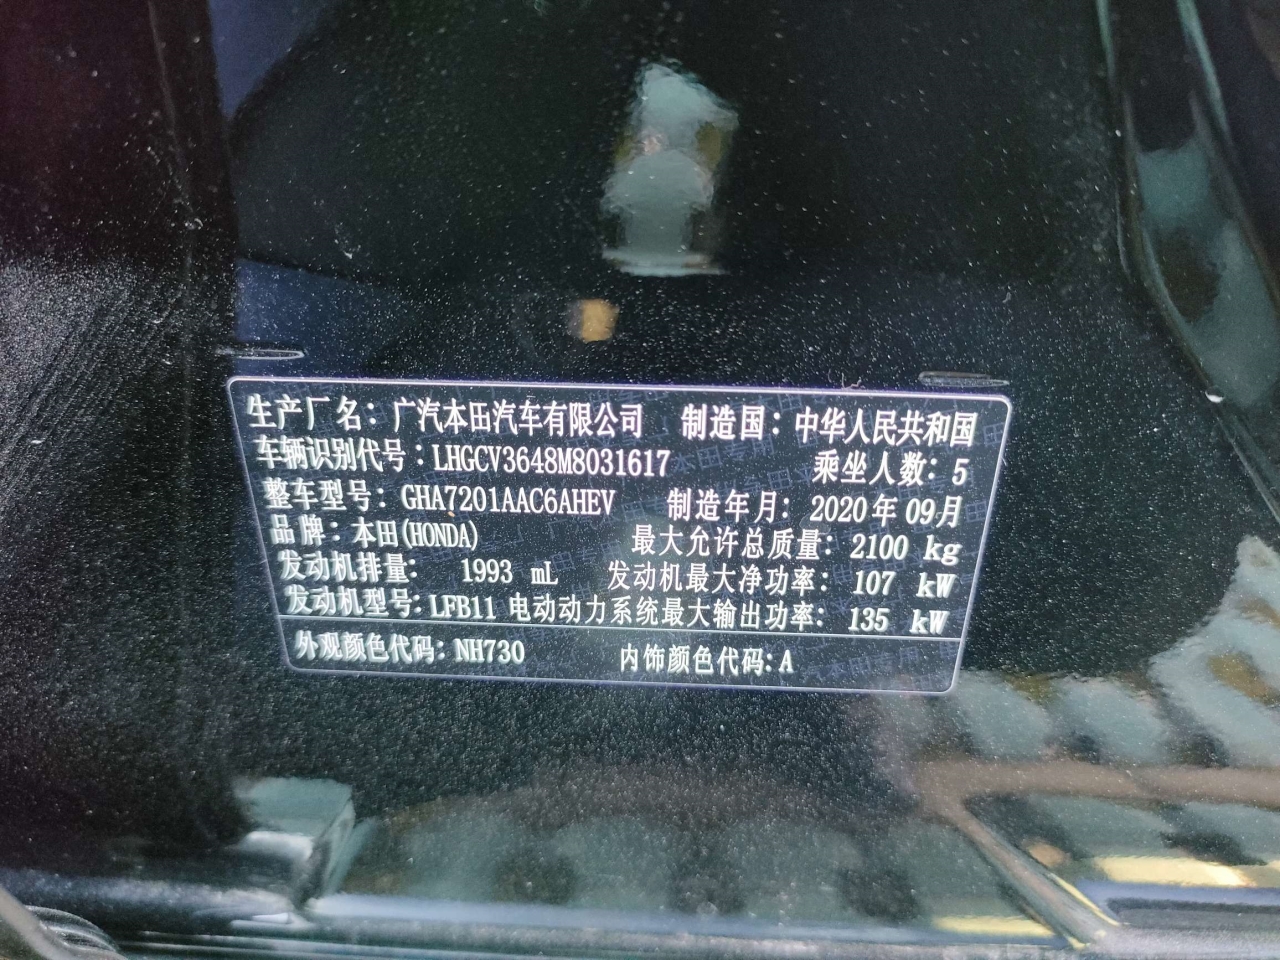 生产厂名：广汽本田汽车有限公司 制造国：中华人民共和国
车辆识别代号：LHGCV3648M8031617 乘坐人数：5
整车型号：GHA7201AAC6AHEV 制造年月：2020年09月
品牌：本田(HONDA) 最大允许总质量：2100 kg
发动机排量： 1993 mL 发动机最大净功率：107 kW
发动机型号：LFB11 电动动力系统最大输出功率：135 kW
外观颜色代码：NH730 内饰颜色代码：A